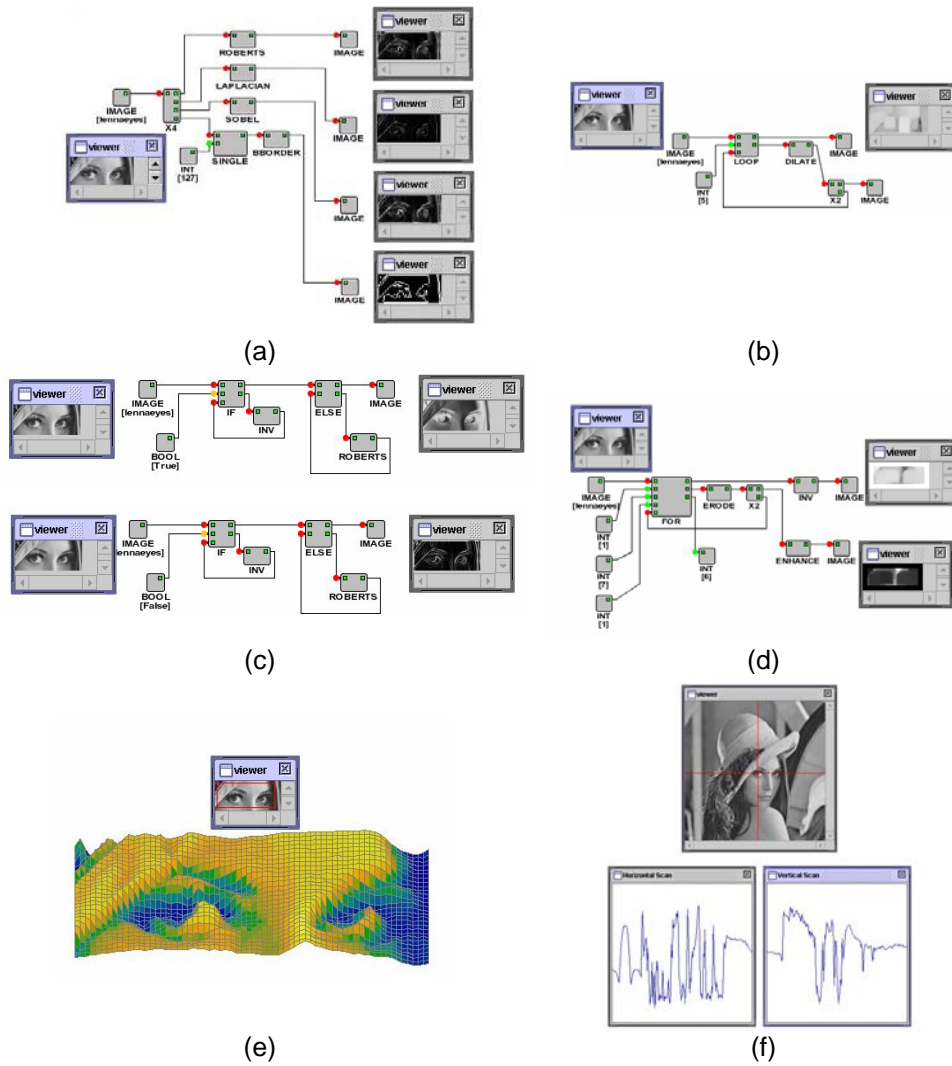 viewer
ROBERTS
IMAGE
LAPLACIAN
IMAGE
[lennaeyes]
X4
SOBEL
IMAGE
viewer
viewer
INT
[127]
SINGLE
BBORDER
viewer
IMAGE
viewer
IMAGE
(a)
viewer
viewer
IMAGE
[lennaeyes]
LOOP
DILATE
IMAGE
INT
[5]
X2
IMAGE
(b)
viewer
IMAGE
[lennaeyes]
IF
ELSE
IMAGE
viewer
INV
BOOL
[True]
ROBERTS
viewer
IMAGE
[lennaeyes]
IF
ELSE
IMAGE
viewer
INV
BOOL
[False]
ROBERTS
(c)
viewer
IMAGE
[lennaeyes]
FOR
ERODE
X2
INV
IMAGE
viewer
INT
[1]
INT
[7]
INT
[6]
ENHANCE
IMAGE
viewer
INT
[1]
(d)
viewer
(e)
viewer
Horizontal Scan
Vertical Scan
(f)